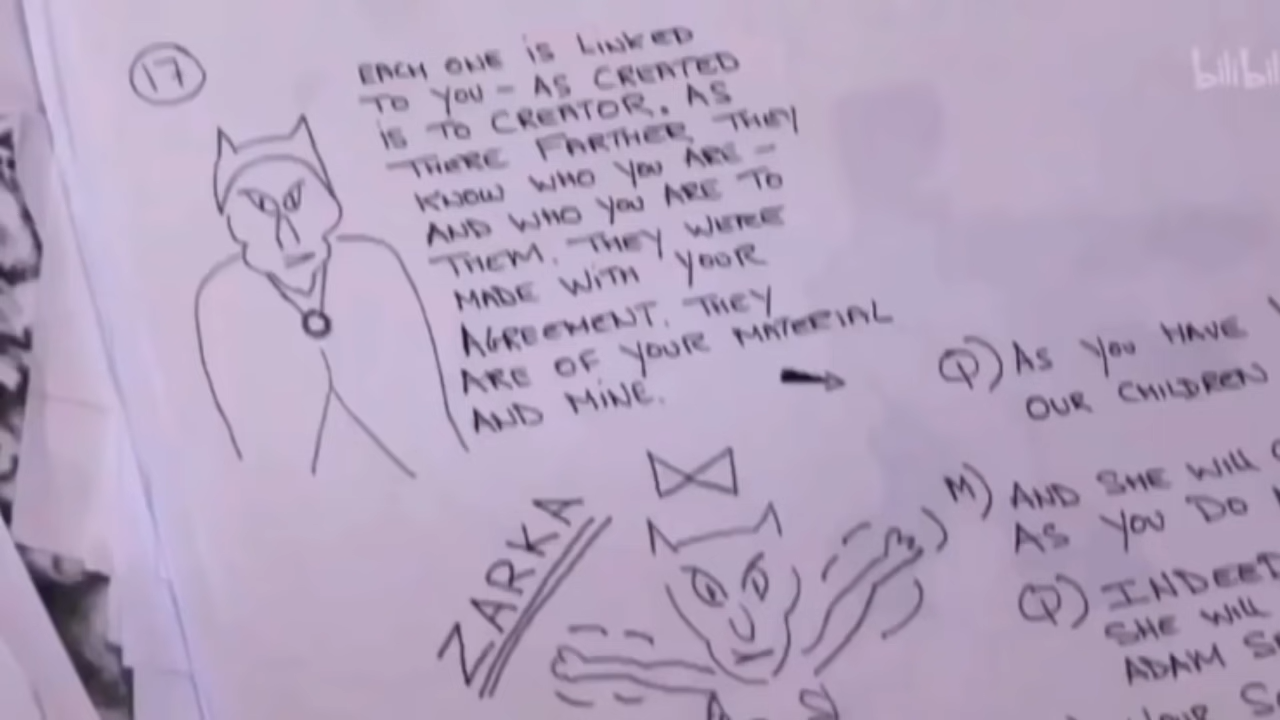 17
EACH ONE IS LINKED
TO YOU - AS CREATED
IS TO CREATOR. AS
THERE FARTHER THEY
KNOW WHO YOU ARE -
AND WHO YOU ARE TO
THEM. THEY WERE
MADE WITH YOUR
AGREEMENT. THEY
ARE OF YOUR MATERIAL
AND MINE.
ZARKA
Q) AS YOU HAVE
OUR CHILDREN
M) AND SHE WILL
AS YOU DO
Q) INDEED
SHE WILL
ADAM
bilibili